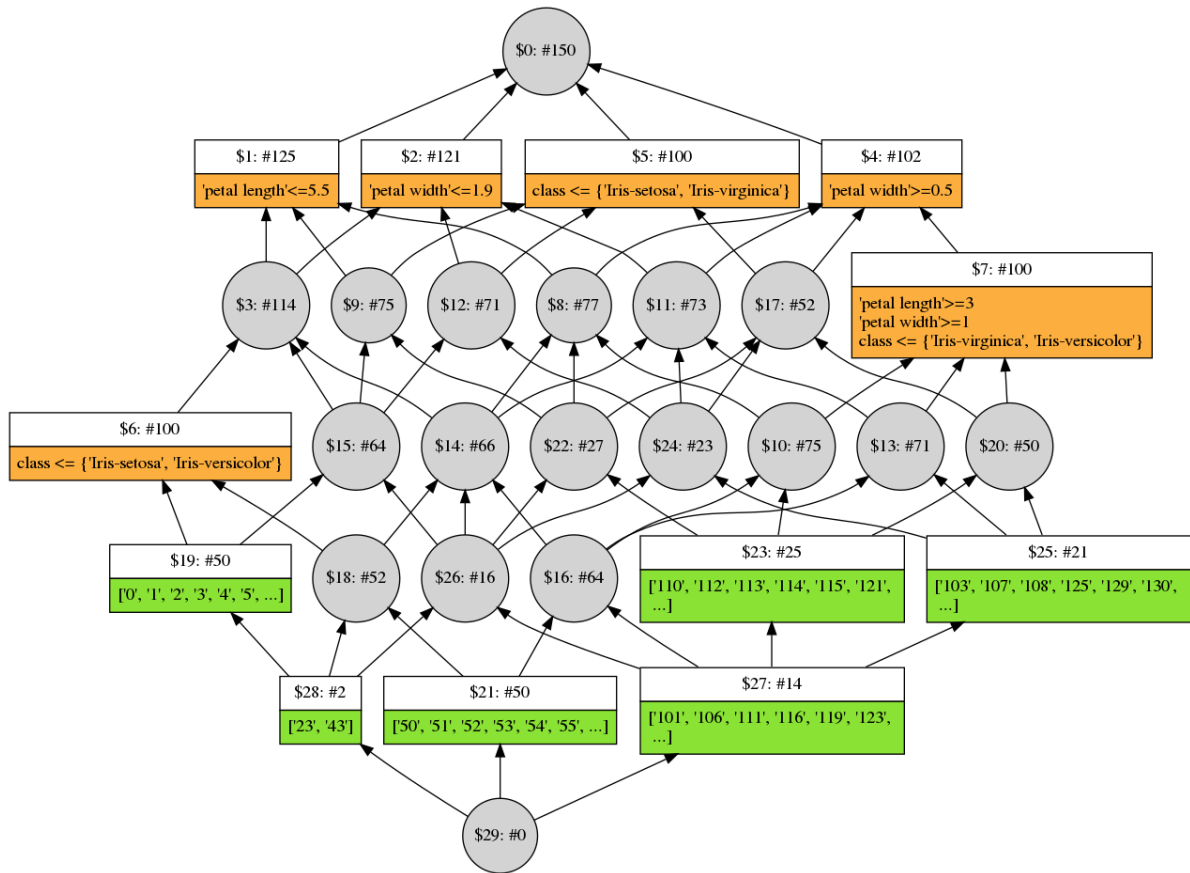 $0: #150
$1: #125
'petal length'<=5.5
$2: #121
'petal width'<=1.9
$5: #100
class <= {'Iris-setosa', 'Iris-virginica'}
$4: #102
'petal width'>=0.5
$3: #114
$9: #75
$12: #71
$8: #77
$11: #73
$17: #52
$7: #100
'petal length'>=3
'petal width'>=1
class <= {'Iris-virginica', 'Iris-versicolor'}
$6: #100
class <= {'Iris-setosa', 'Iris-versicolor'}
$15: #64
$14: #66
$22: #27
$24: #23
$10: #75
$13: #71
$20: #50
$19: #50
['0', '1', '2', '3', '4', '5', ...]
$18: #52
$26: #16
$16: #64
$23: #25
['110', '112', '113', '114', '115', '121',
...]
$25: #21
['103', '107', '108', '125', '129', '130',
...]
$28: #2
['23', '43']
$21: #50
['50', '51', '52', '53', '54', '55', ...]
$27: #14
['101', '106', '111', '116', '119', '123',
...]
$29: #0